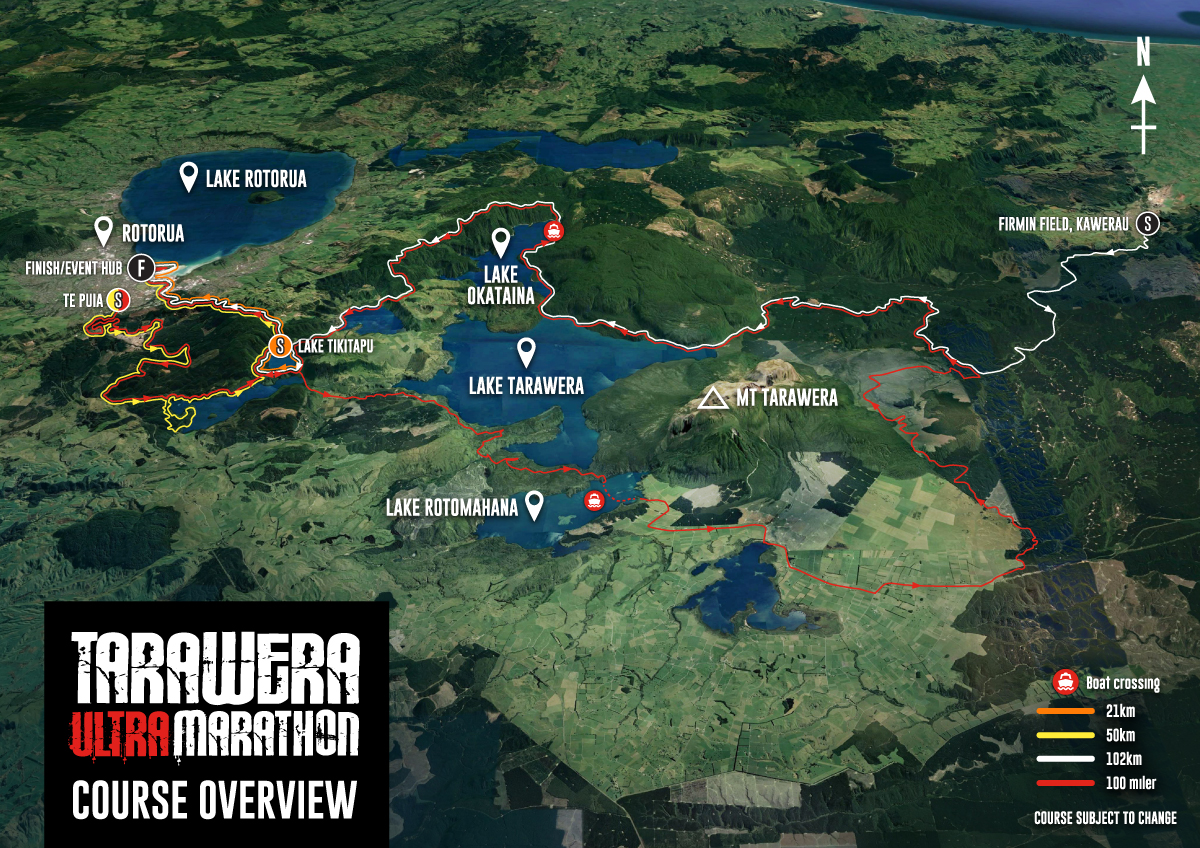 N
LAKE ROTORUA
ROTORUA
FIRMIN FIELD, KAWERAU
S
FINISH/EVENT HUB
F
TE PUIA
S
LAKE
OKATAINA
S
LAKE TIKITAPU
LAKE TARAWERA
MT TARAWERA
LAKE ROTOMAHANA
TARAWERA
ULTRAMARATHON
COURSE OVERVIEW
Boat crossing
21km
50km
102km
100 miler
COURSE SUBJECT TO CHANGE